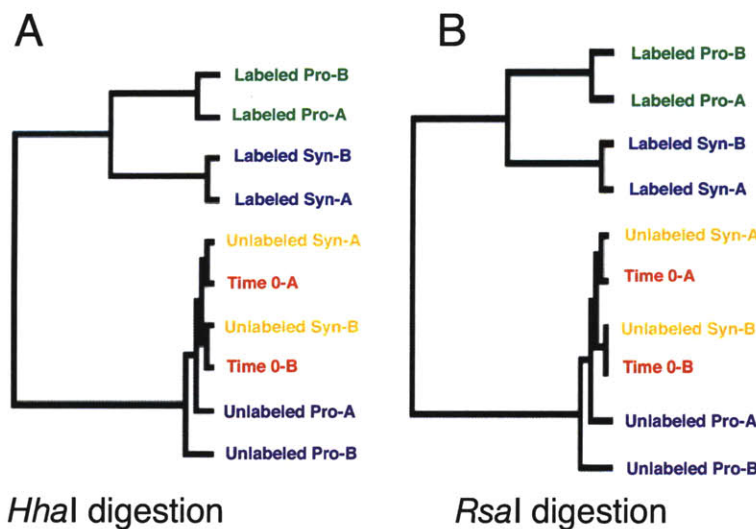 A
Labeled Pro-B
Labeled Pro-A
Labeled Syn-B
Labeled Syn-A
Unlabeled Syn-A
Time 0-A
Unlabeled Syn-B
Time 0-B
Unlabeled Pro-A
Unlabeled Pro-B
HhaI digestion
B
Labeled Pro-B
Labeled Pro-A
Labeled Syn-B
Labeled Syn-A
Unlabeled Syn-A
Time 0-A
Unlabeled Syn-B
Time 0-B
Unlabeled Pro-A
Unlabeled Pro-B
RsaI digestion